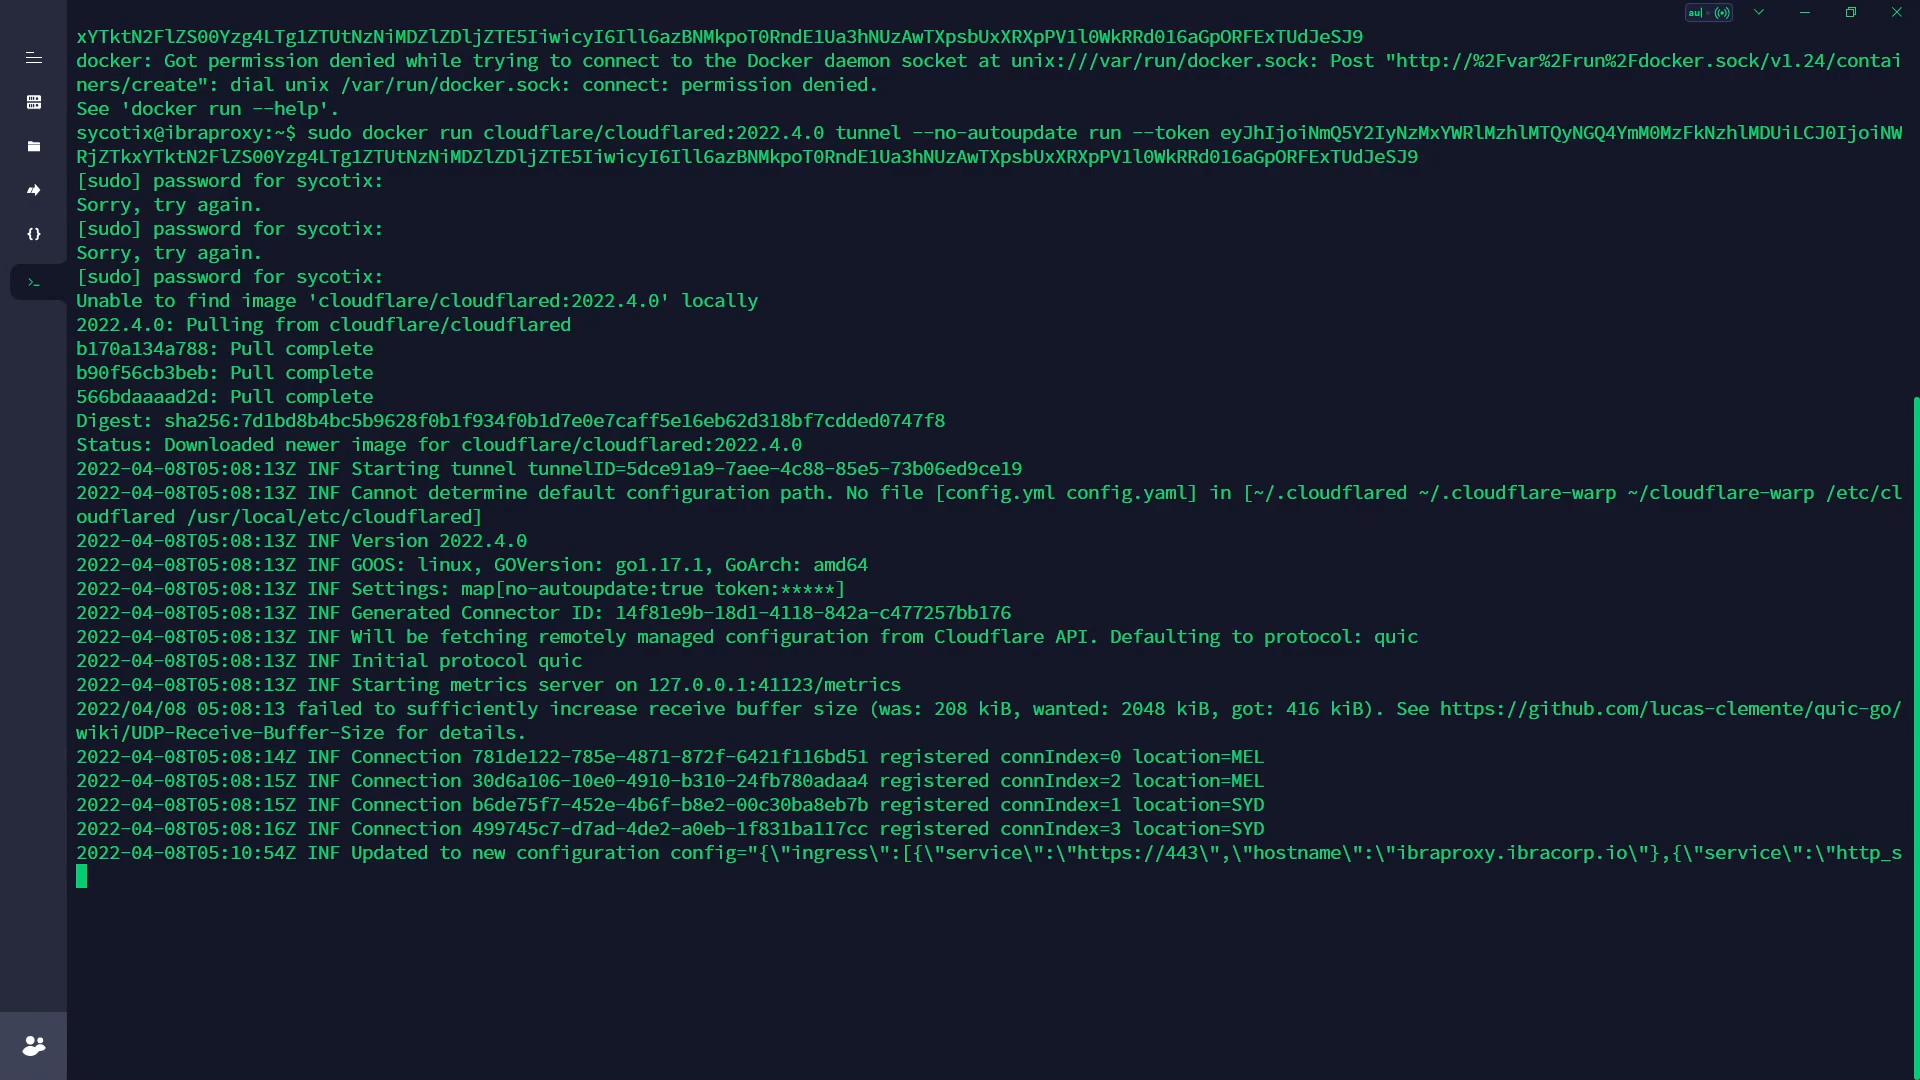 au|
xYTktN2FlZS00Yzg4LTg1ZTUtNzNiMDZlZDljZTE5IiwicyI6Ill6azBNMkpoT0RndE1Ua3hNUzAwTXpsbUxXRXpPV1l0WkRRd016aGpORFExTUdJeSJ9
docker: Got permission denied while trying to connect to the Docker daemon socket at unix:///var/run/docker.sock: Post "http://%2Fvar%2Frun%2Fdocker.sock/v1.24/contai
ners/create": dial unix /var/run/docker.sock: connect: permission denied.
See 'docker run --help'.
sycotix@ibraproxy:~$ sudo docker run cloudflare/cloudflared:2022.4.0 tunnel --no-autoupdate run --token eyJhIjoiNmQ5Y2IyNzMxYWRlMzhlMTQyNGQ4YmM0MzFkNzhlMDUiLCJ0IjoiNW
RjZTkxYTktN2FlZS00Yzg4LTg1ZTUtNzNiMDZlZDljZTE5IiwicyI6Ill6azBNMkpoT0RndE1Ua3hNUzAwTXpsbUxXRXpPV1l0WkRRd016aGpORFExTUdJeSJ9
[sudo] password for sycotix:
Sorry, try again.
[sudo] password for sycotix:
Sorry, try again.
[sudo] password for sycotix:
Unable to find image 'cloudflare/cloudflared:2022.4.0' locally
2022.4.0: Pulling from cloudflare/cloudflared
b170a134a788: Pull complete
b90f56cb3beb: Pull complete
566bdaaaad2d: Pull complete
Digest: sha256:7d1bd8b4bc5b9628f0b1f934f0b1d7e0e7caff5e16eb62d318bf7cdded0747f8
Status: Downloaded newer image for cloudflare/cloudflared:2022.4.0
2022-04-08T05:08:13Z INF Starting tunnel tunnelID=5dce91a9-7aee-4c88-85e5-73b06ed9ce19
2022-04-08T05:08:13Z INF Cannot determine default configuration path. No file [config.yml config.yaml] in [~/.cloudflared ~/.cloudflare-warp ~/cloudflare-warp /etc/cl
oudflared /usr/local/etc/cloudflared]
2022-04-08T05:08:13Z INF Version 2022.4.0
2022-04-08T05:08:13Z INF GOOS: linux, GOVersion: go1.17.1, GoArch: amd64
2022-04-08T05:08:13Z INF Settings: map[no-autoupdate:true token:*****]
2022-04-08T05:08:13Z INF Generated Connector ID: 14f81e9b-18d1-4118-842a-c477257bb176
2022-04-08T05:08:13Z INF Will be fetching remotely managed configuration from Cloudflare API. Defaulting to protocol: quic
2022-04-08T05:08:13Z INF Initial protocol quic
2022-04-08T05:08:13Z INF Starting metrics server on 127.0.0.1:41123/metrics
2022/04/08 05:08:13 failed to sufficiently increase receive buffer size (was: 208 kiB, wanted: 2048 kiB, got: 416 kiB). See https://github.com/lucas-clemente/quic-go/
wiki/UDP-Receive-Buffer-Size for details.
2022-04-08T05:08:14Z INF Connection 781de122-785e-4871-872f-6421f116bd51 registered connIndex=0 location=MEL
2022-04-08T05:08:15Z INF Connection 30d6a106-10e0-4910-b310-24fb780adaa4 registered connIndex=2 location=MEL
2022-04-08T05:08:15Z INF Connection b6de75f7-452e-4b6f-b8e2-00c30ba8eb7b registered connIndex=1 location=SYD
2022-04-08T05:08:16Z INF Connection 499745c7-d7ad-4de2-a0eb-1f831ba117cc registered connIndex=3 location=SYD
2022-04-08T05:10:54Z INF Updated to new configuration config="{\"ingress\":[{\"service\":\"https://443\",\"hostname\":\"ibraproxy.ibracorp.io\"},{\"service\":\"http_s